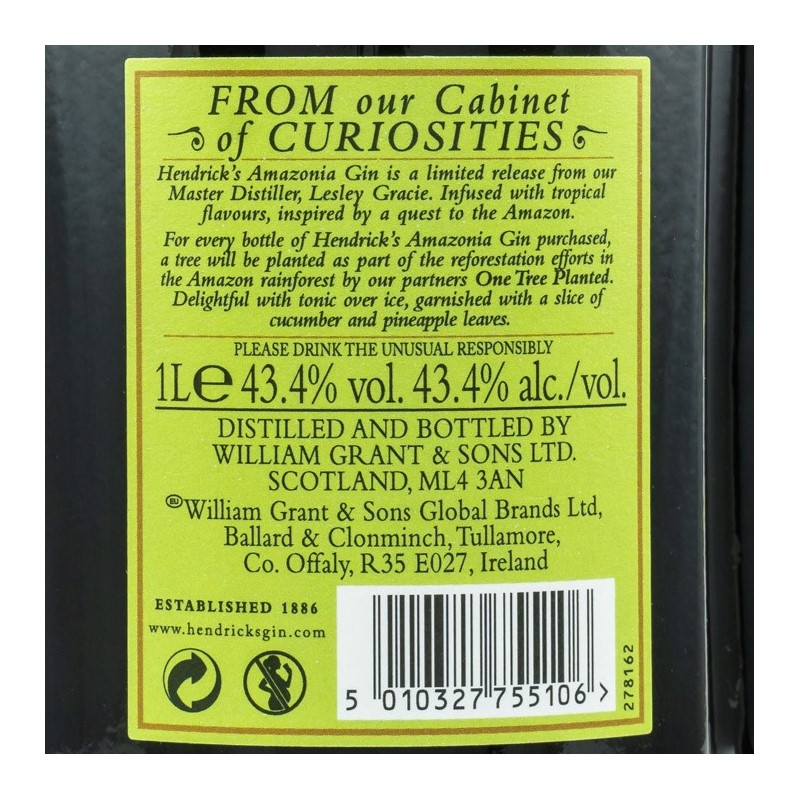 FROM our Cabinet
of CURIOSITIES
Hendrick's Amazonia Gin is a limited release from our
Master Distiller, Lesley Gracie. Infused with tropical
flavours, inspired by a quest to the Amazon.
For every bottle of Hendrick's Amazonia Gin purchased,
a tree will be planted as part of the reforestation efforts in
the Amazon rainforest by our partners One Tree Planted.
Delightful with tonic over ice, garnished with a slice of
cucumber and pineapple leaves.
PLEASE DRINK THE UNUSUAL RESPONSIBLY
1L℮ 43.4% vol. 43.4% alc./vol.
DISTILLED AND BOTTLED BY
WILLIAM GRANT & SONS LTD.
SCOTLAND, ML4 3AN
EU William Grant & Sons Global Brands Ltd,
Ballard & Clonminch, Tullamore,
Co. Offaly, R35 E027, Ireland
ESTABLISHED 1886
www.hendricksgin.com
5 010327 755106 >
278162